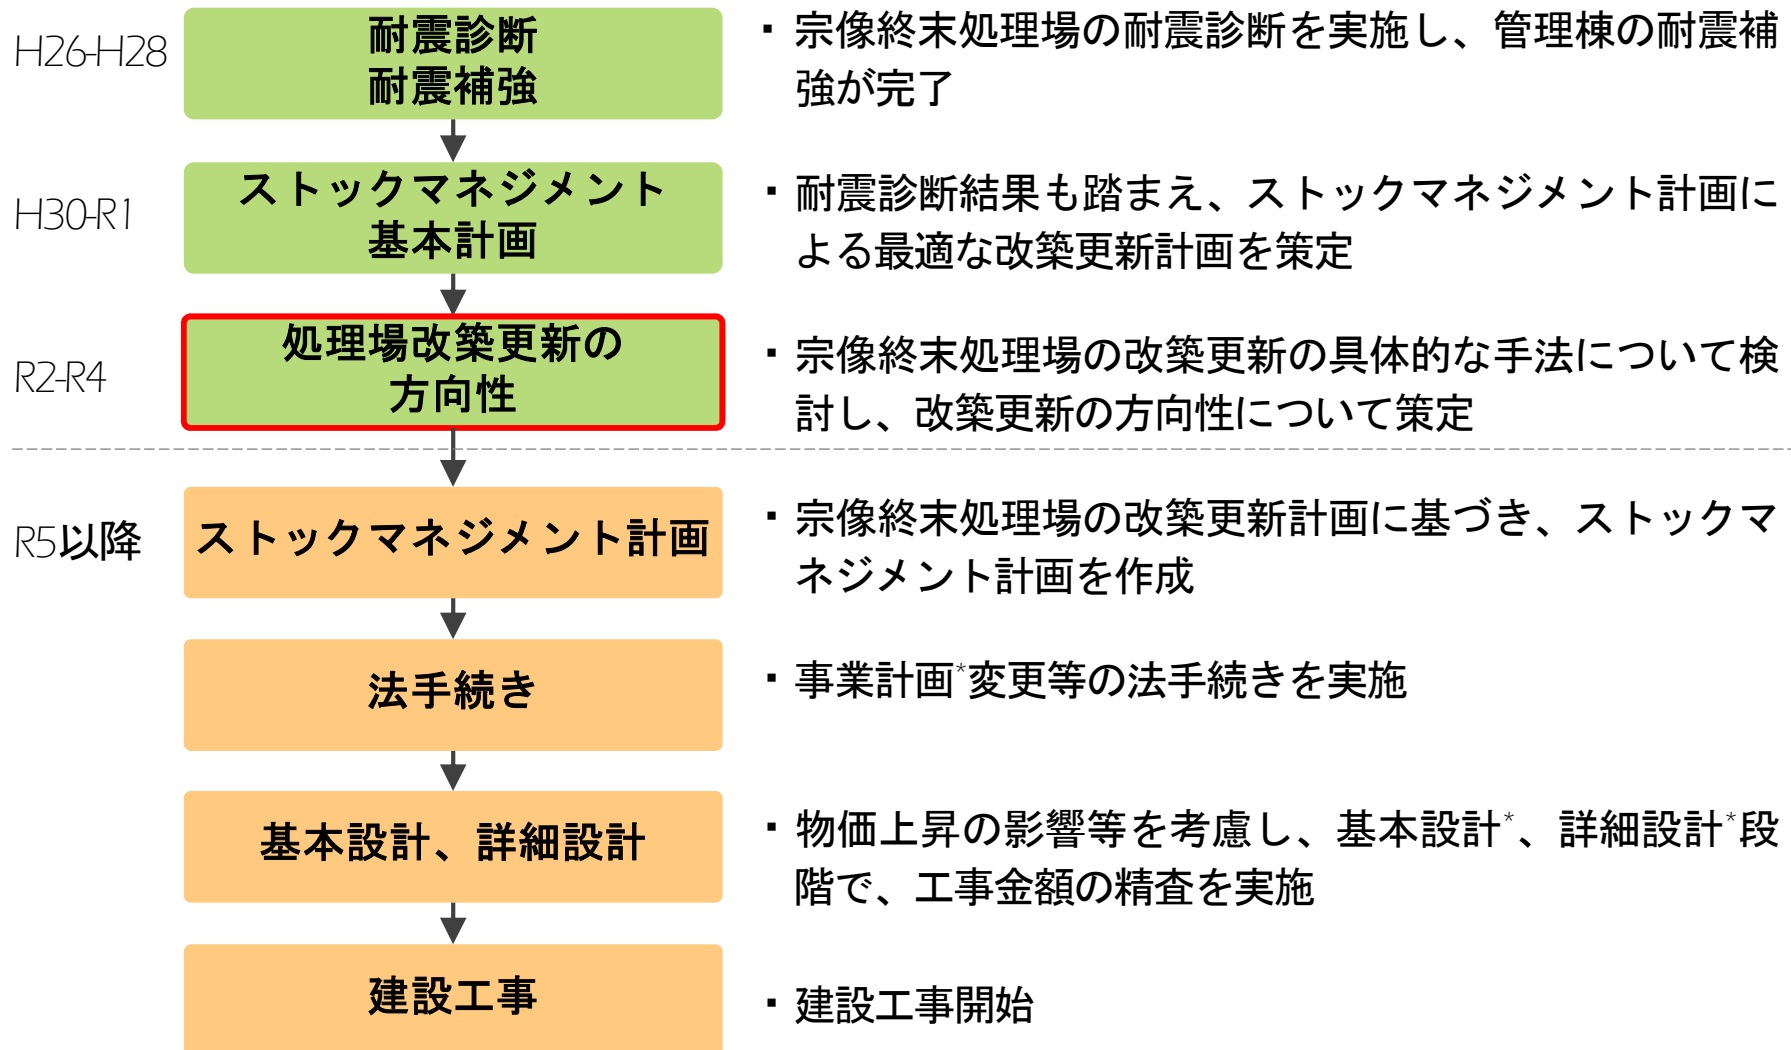 H26-H28
耐震診断
耐震補強
・宗像終末処理場の耐震診断を実施し、管理棟の耐震補
強が完了
H30-R1
ストックマネジメント
基本計画
・耐震診断結果も踏まえ、ストックマネジメント計画に
よる最適な改築更新計画を策定
R2-R4
処理場改築更新の
方向性
・宗像終末処理場の改築更新の具体的な手法について検
討し、改築更新の方向性について策定
R5以降
ストックマネジメント計画
・宗像終末処理場の改築更新計画に基づき、ストックマ
ネジメント計画を作成
法手続き
・事業計画*変更等の法手続きを実施
基本設計、詳細設計
・物価上昇の影響等を考慮し、基本設計*、詳細設計*段
階で、工事金額の精査を実施
建設工事
・建設工事開始